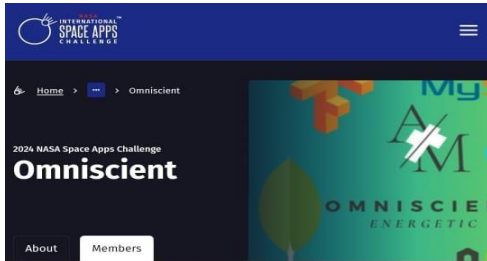 NASA
INTERNATIONAL
SPACE APPS
CHALLENGE
Home > ... > Omniscient
2024 NASA Space Apps Challenge
Omniscient
About
Members
My
A M
OMNISCIE
ENERGETIC